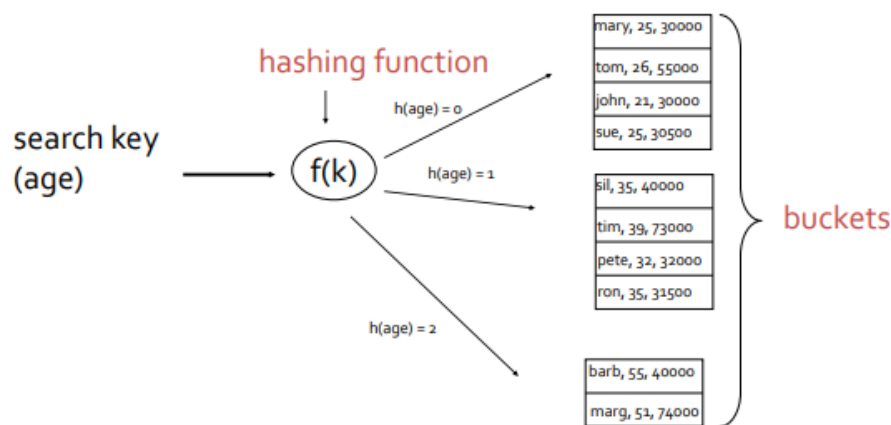 hashing function
search key
(age)
f(k)
h(age) = 0
h(age) = 1
h(age) = 2
mary, 25, 30000
tom, 26, 55000
john, 21, 30000
sue, 25, 30500
sil, 35, 40000
tim, 39, 73000
pete, 32, 32000
ron, 35, 31500
barb, 55, 40000
marg, 51, 74000
buckets